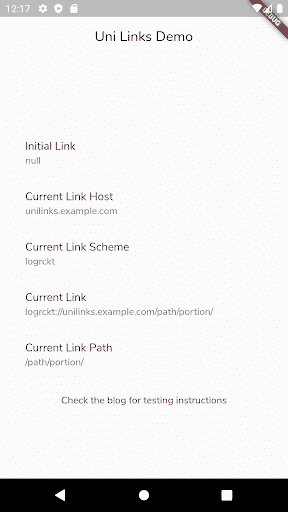 12:17
DEBUG
Uni Links Demo
Initial Link
null
Current Link Host
unilinks.example.com
Current Link Scheme
logrckt
Current Link
logrckt://unilinks.example.com/path/portion/
Current Link Path
/path/portion/
Check the blog for testing instructions